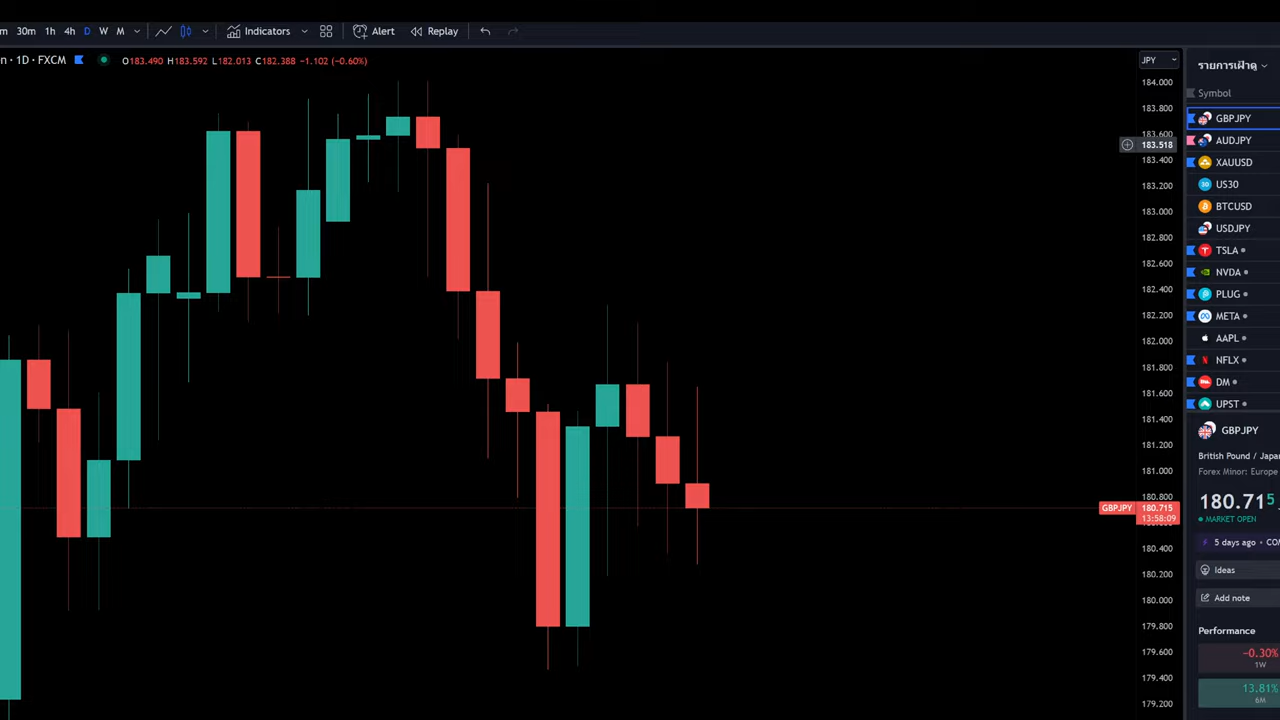 m 30m 1h 4h D W M Indicators Alert Replay
n · 1D · FXCM O183.490 H183.592 L182.013 C182.388 −1.102 (−0.60%)
JPY
184.000
183.800
183.600
183.518
183.400
183.200
183.000
182.800
182.600
182.400
182.200
182.000
181.800
181.600
181.400
181.200
181.000
180.800
GBPJPY 180.715
13:58:09
180.400
180.200
180.000
179.800
179.600
179.400
179.200
รายการเฝ้าดู
Symbol
GBPJPY
AUDJPY
XAUUSD
US30
BTCUSD
USDJPY
TSLA
NVDA
PLUG
META
AAPL
NFLX
DM
UPST
GBPJPY
British Pound / Japa
Forex Minor: Europe
180.715
MARKET OPEN
5 days ago · CO
Ideas
Add note
Performance
−0.30%
1W
13.81%
6M